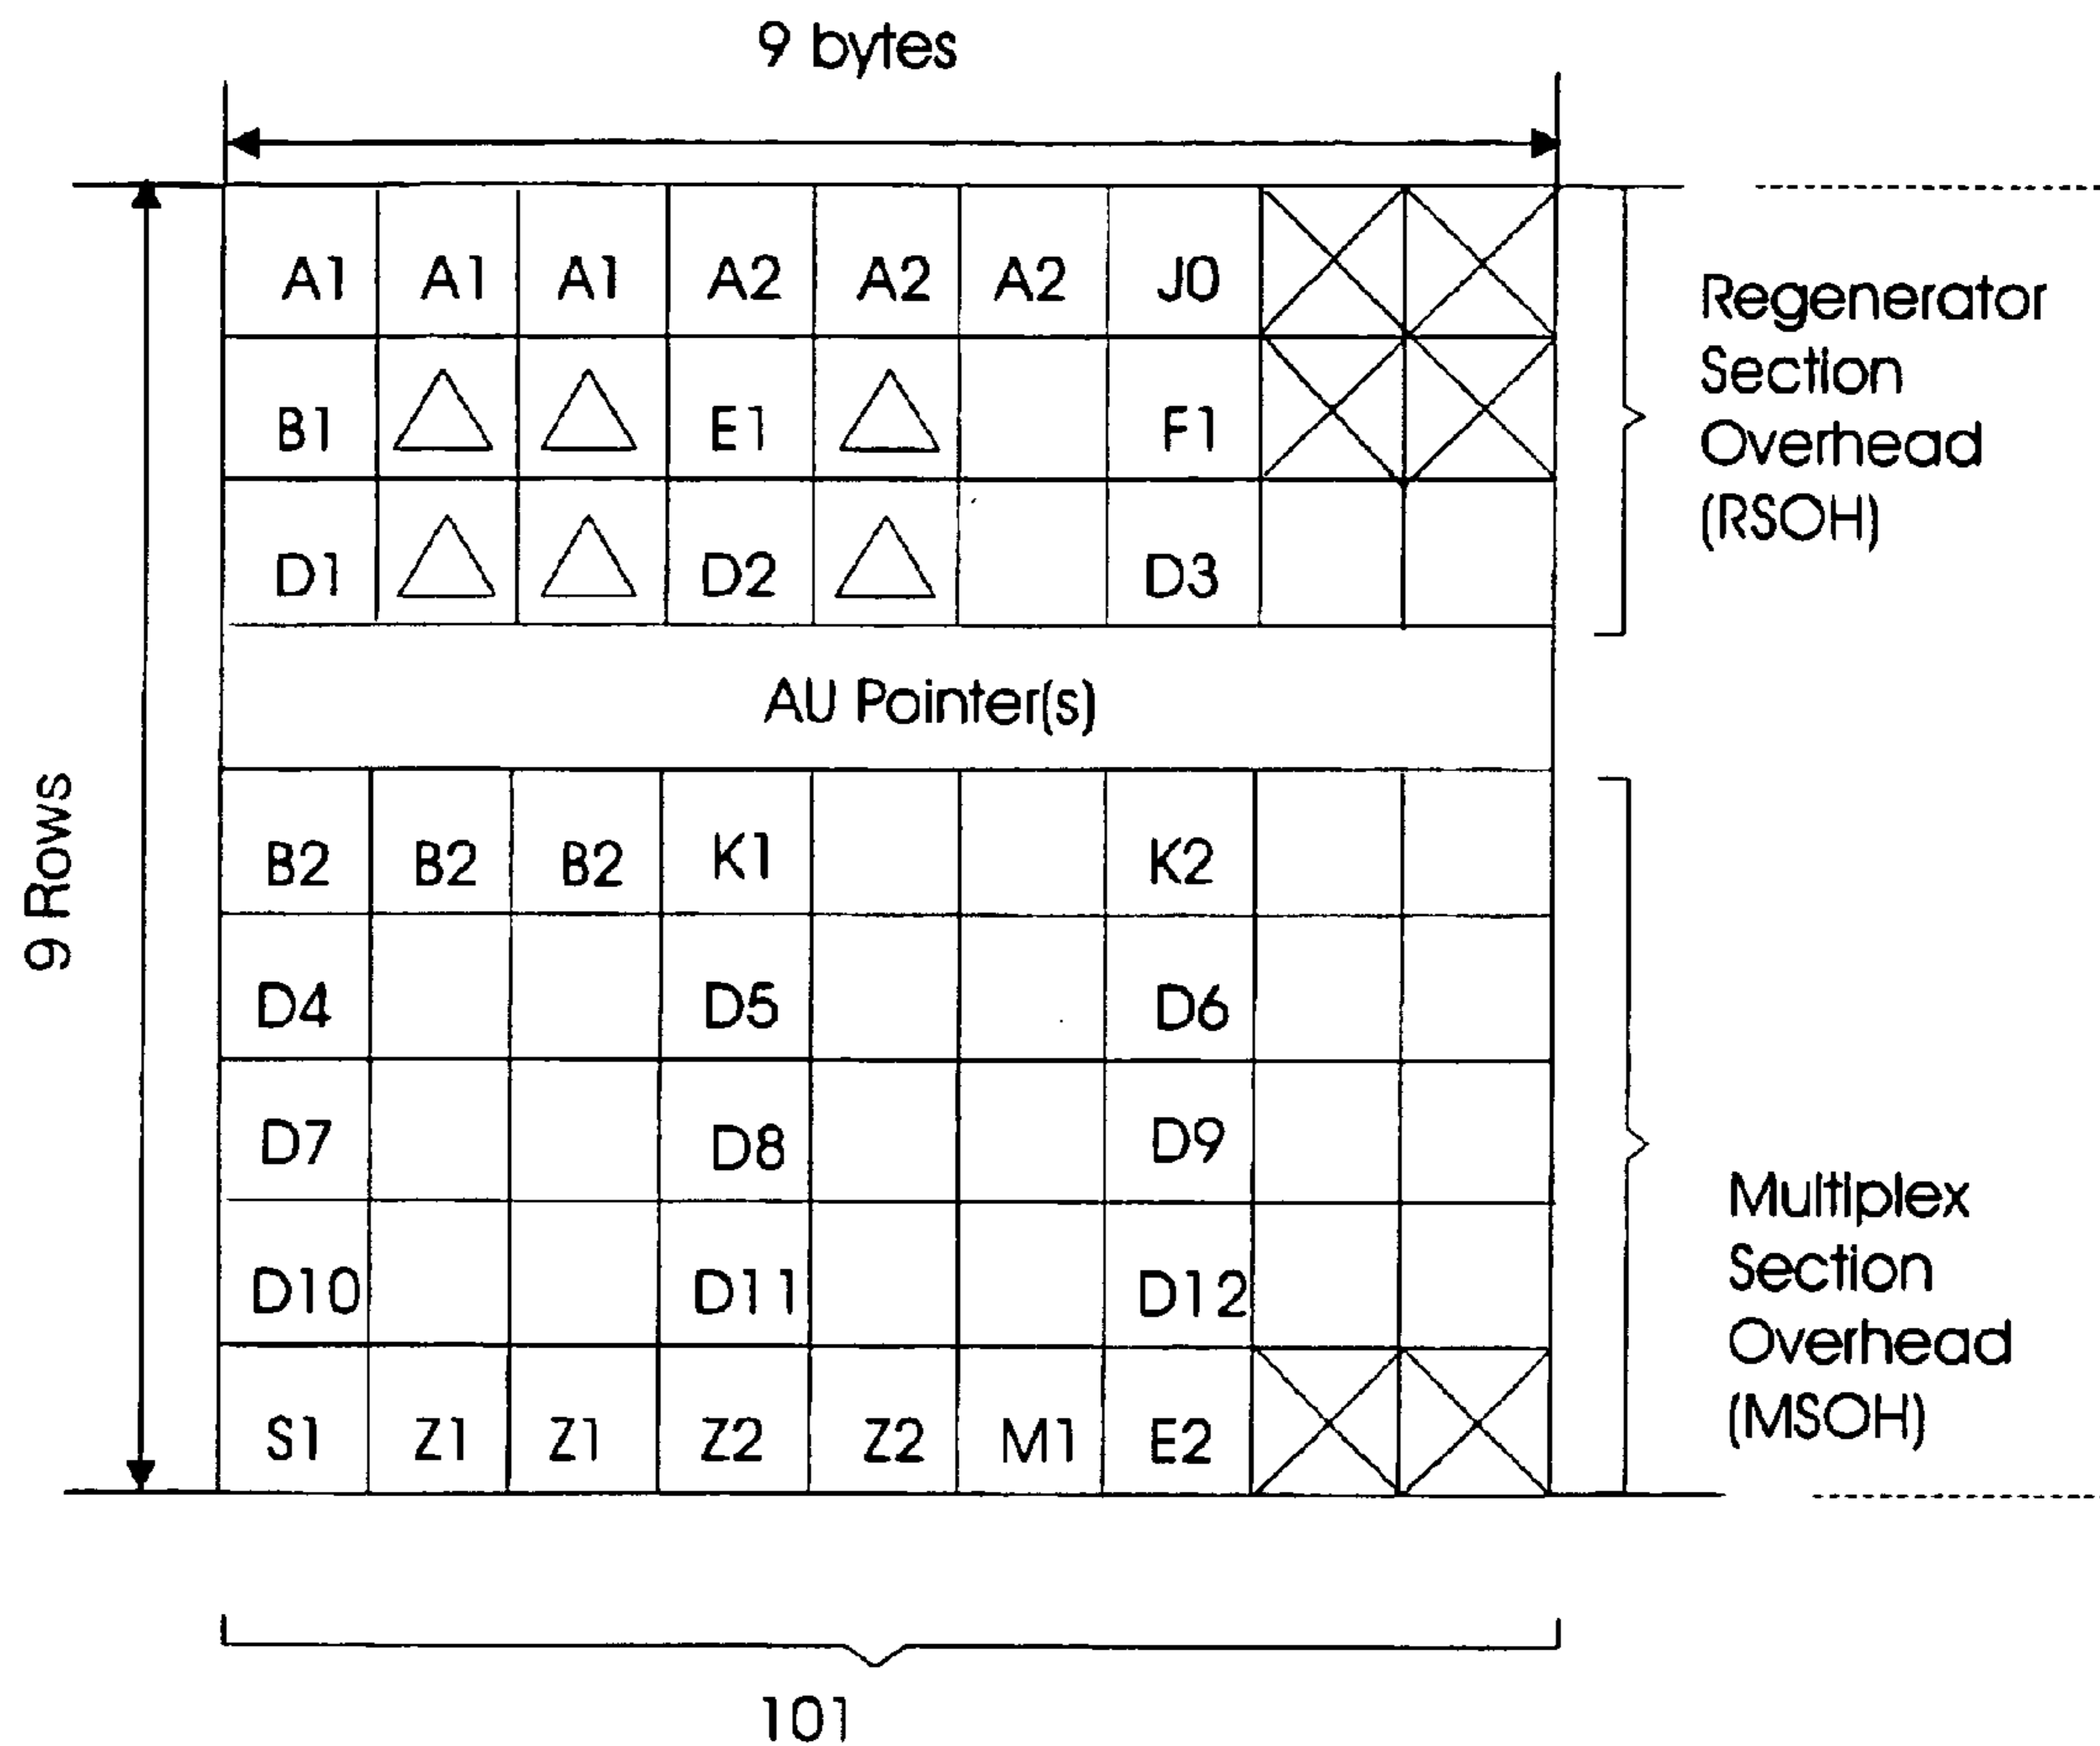 9 bytes
A1 A1 A1 A2 A2 A2 J0
B1 E1 F1
D1 D2 D3
Regenerator
Section
Overhead
(RSOH)
AU Pointer(s)
9 Rows
B2 B2 B2 K1 K2
D4 D5 D6
D7 D8 D9
D10 D11 D12
S1 Z1 Z1 Z2 Z2 M1 E2
Multiplex
Section
Overhead
(MSOH)
101